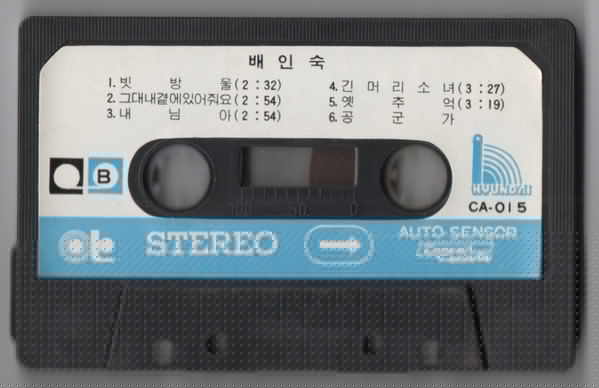 배 인 숙
1. 빗 방 울(2 : 32)
2. 그대내곁에있어줘요(2 : 54)
3. 내 님 아(2 : 54)
4. 긴 머 리 소 녀(3 : 27)
5. 옛 추 억(3 : 19)
6. 공 군 가
B
HYUNDAI
CA-015
100 50 0
STEREO
AUTO SENSOR